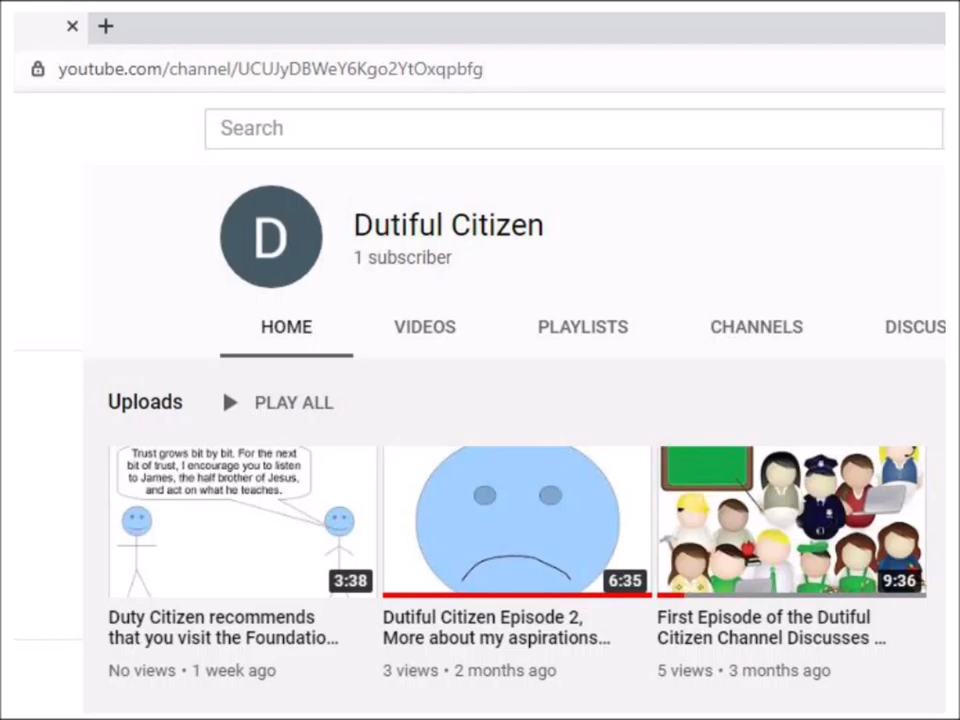 × +
youtube.com/channel/UCUJyDBWeY6Kgo2YtOxqpbfg
Search
D
Dutiful Citizen
1 subscriber
HOME VIDEOS PLAYLISTS CHANNELS DISCUS
Uploads PLAY ALL
Trust grows bit by bit. For the next
bit of trust, I encourage you to listen
to James, the half brother of Jesus,
and act on what he teaches.
3:38 6:35 9:36
Duty Citizen recommends
that you visit the Foundatio...
No views • 1 week ago
Dutiful Citizen Episode 2,
More about my aspirations...
3 views • 2 months ago
First Episode of the Dutiful
Citizen Channel Discusses ...
5 views • 3 months ago